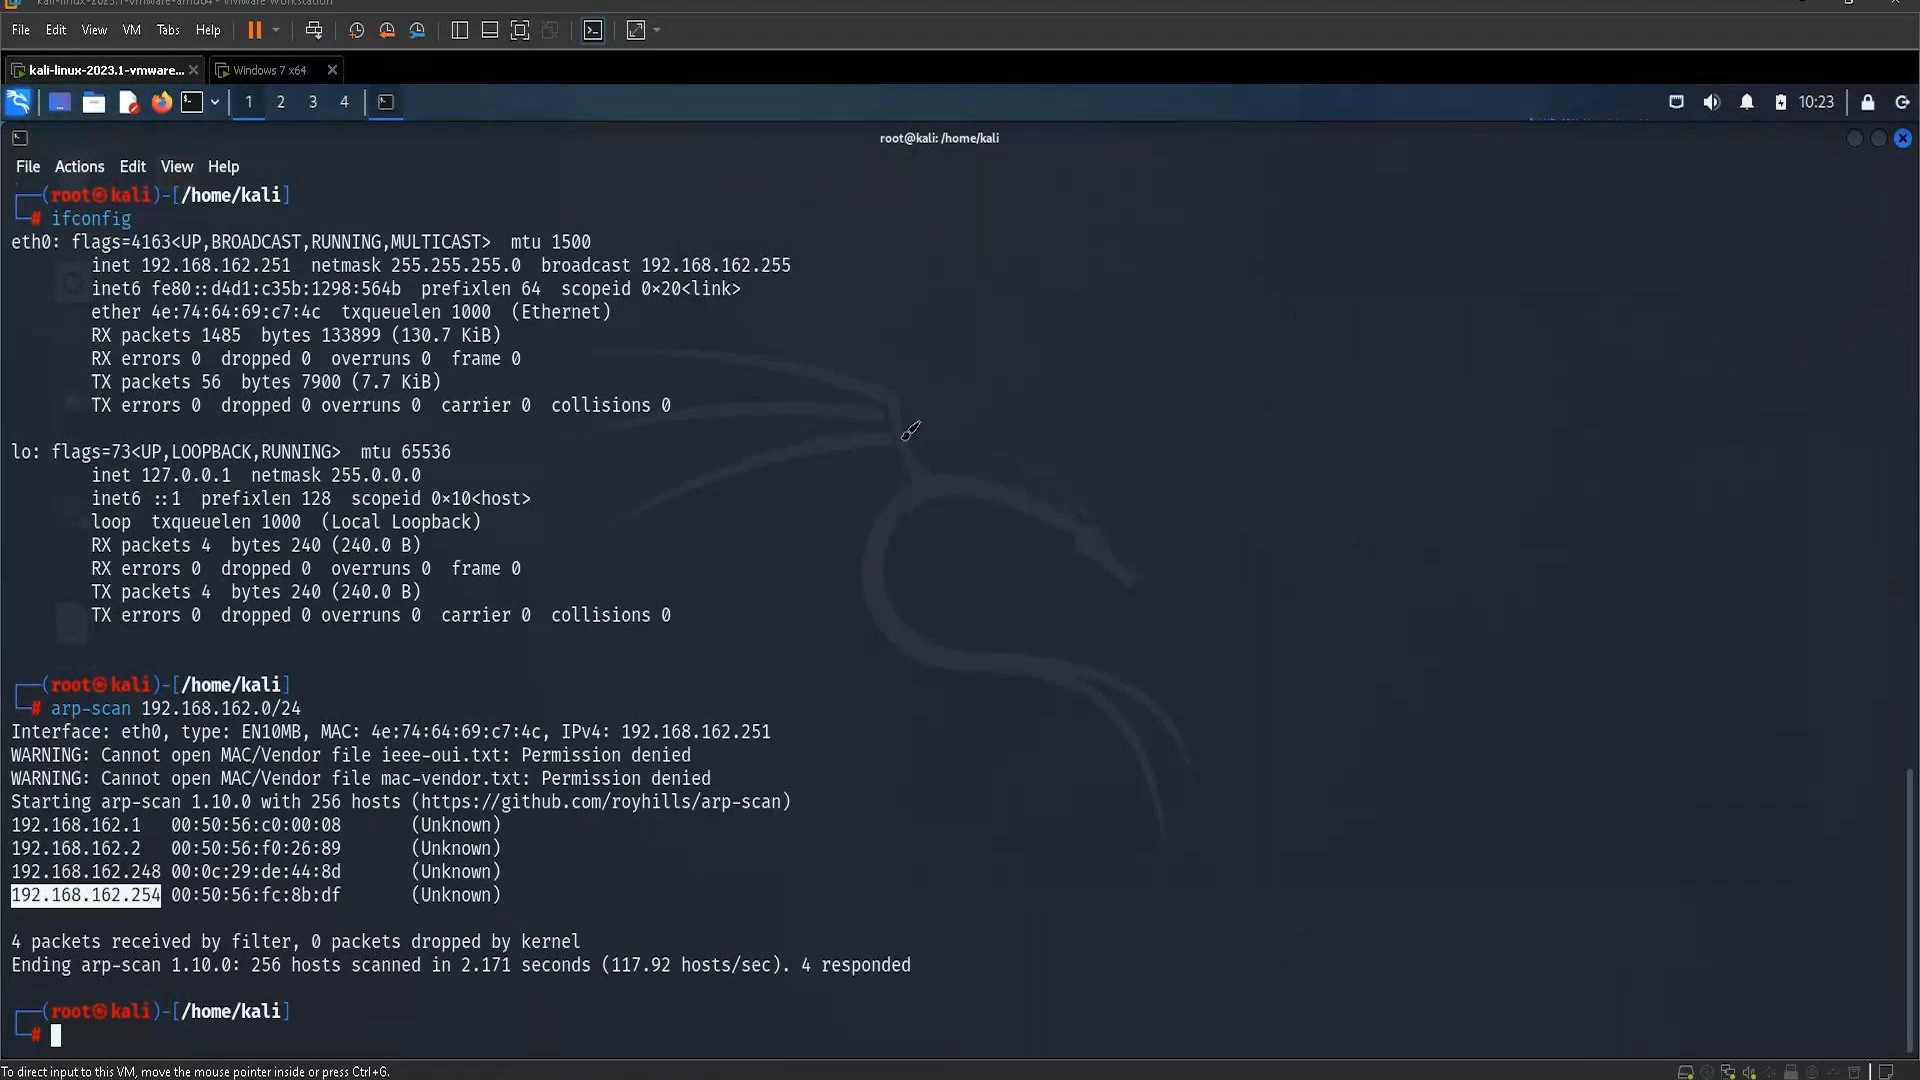 kali-linux-2023.1-vmware-amd64 - VMware Workstation
File Edit View VM Tabs Help
kali-linux-2023.1-vmware... Windows 7 x64
1 2 3 4 10:23
root@kali: /home/kali
File Actions Edit View Help
┌──(root㉿kali)-[/home/kali]
└─# ifconfig
eth0: flags=4163<UP,BROADCAST,RUNNING,MULTICAST>  mtu 1500
        inet 192.168.162.251  netmask 255.255.255.0  broadcast 192.168.162.255
        inet6 fe80::d4d1:c35b:1298:564b  prefixlen 64  scopeid 0x20<link>
        ether 4e:74:64:69:c7:4c  txqueuelen 1000  (Ethernet)
        RX packets 1485  bytes 133899 (130.7 KiB)
        RX errors 0  dropped 0  overruns 0  frame 0
        TX packets 56  bytes 7900 (7.7 KiB)
        TX errors 0  dropped 0 overruns 0  carrier 0  collisions 0
lo: flags=73<UP,LOOPBACK,RUNNING>  mtu 65536
        inet 127.0.0.1  netmask 255.0.0.0
        inet6 ::1  prefixlen 128  scopeid 0x10<host>
        loop  txqueuelen 1000  (Local Loopback)
        RX packets 4  bytes 240 (240.0 B)
        RX errors 0  dropped 0  overruns 0  frame 0
        TX packets 4  bytes 240 (240.0 B)
        TX errors 0  dropped 0 overruns 0  carrier 0  collisions 0
┌──(root㉿kali)-[/home/kali]
└─# arp-scan 192.168.162.0/24
Interface: eth0, type: EN10MB, MAC: 4e:74:64:69:c7:4c, IPv4: 192.168.162.251
WARNING: Cannot open MAC/Vendor file ieee-oui.txt: Permission denied
WARNING: Cannot open MAC/Vendor file mac-vendor.txt: Permission denied
Starting arp-scan 1.10.0 with 256 hosts (https://github.com/royhills/arp-scan)
192.168.162.1   00:50:56:c0:00:08       (Unknown)
192.168.162.2   00:50:56:f0:26:89       (Unknown)
192.168.162.248 00:0c:29:de:44:8d       (Unknown)
192.168.162.254 00:50:56:fc:8b:df       (Unknown)
4 packets received by filter, 0 packets dropped by kernel
Ending arp-scan 1.10.0: 256 hosts scanned in 2.171 seconds (117.92 hosts/sec). 4 responded
┌──(root㉿kali)-[/home/kali]
└─#
To direct input to this VM, move the mouse pointer inside or press Ctrl+G.